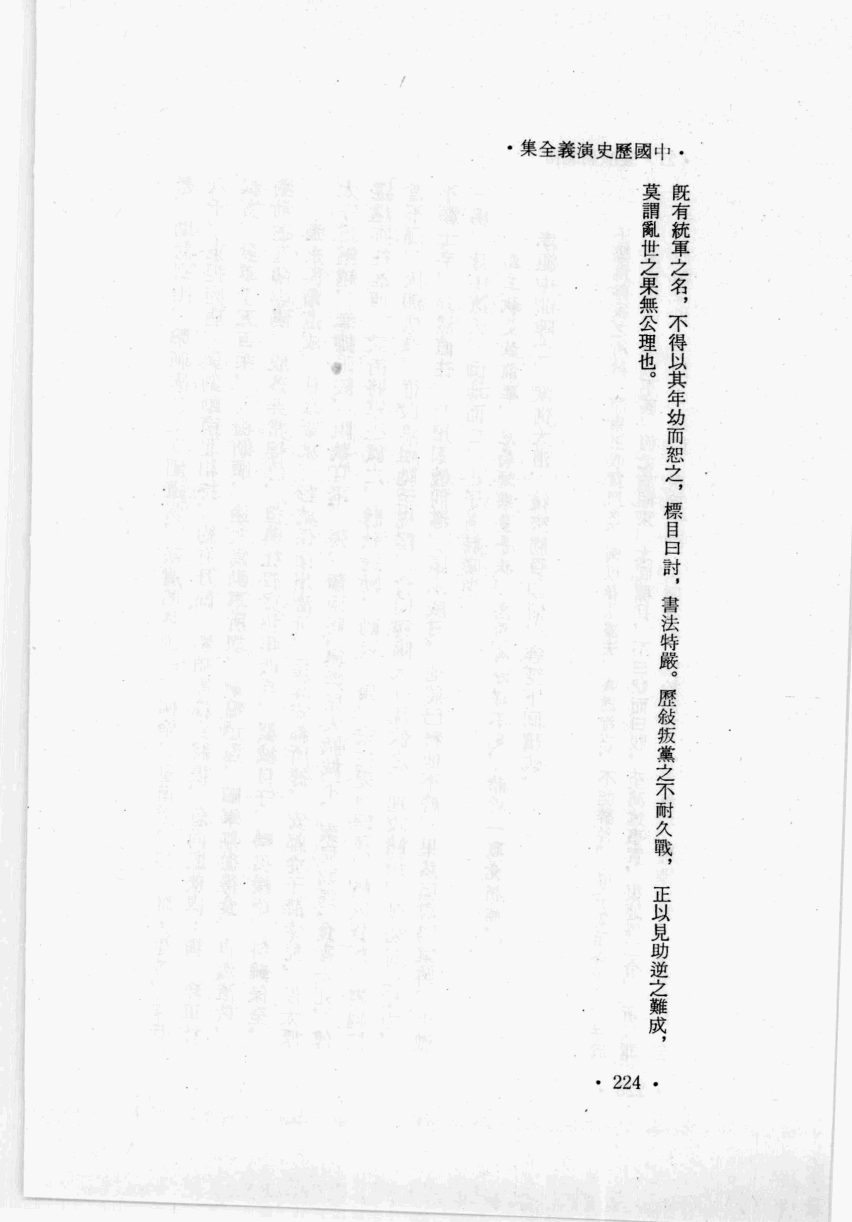 ·中國歷史演義全集·
既有統軍之名，不得以其年幼而恕之，標目曰討，書法特嚴。歷敍叛黨之不耐久戰，正以見助逆之難成，
莫謂亂世之果無公理也。
·224·